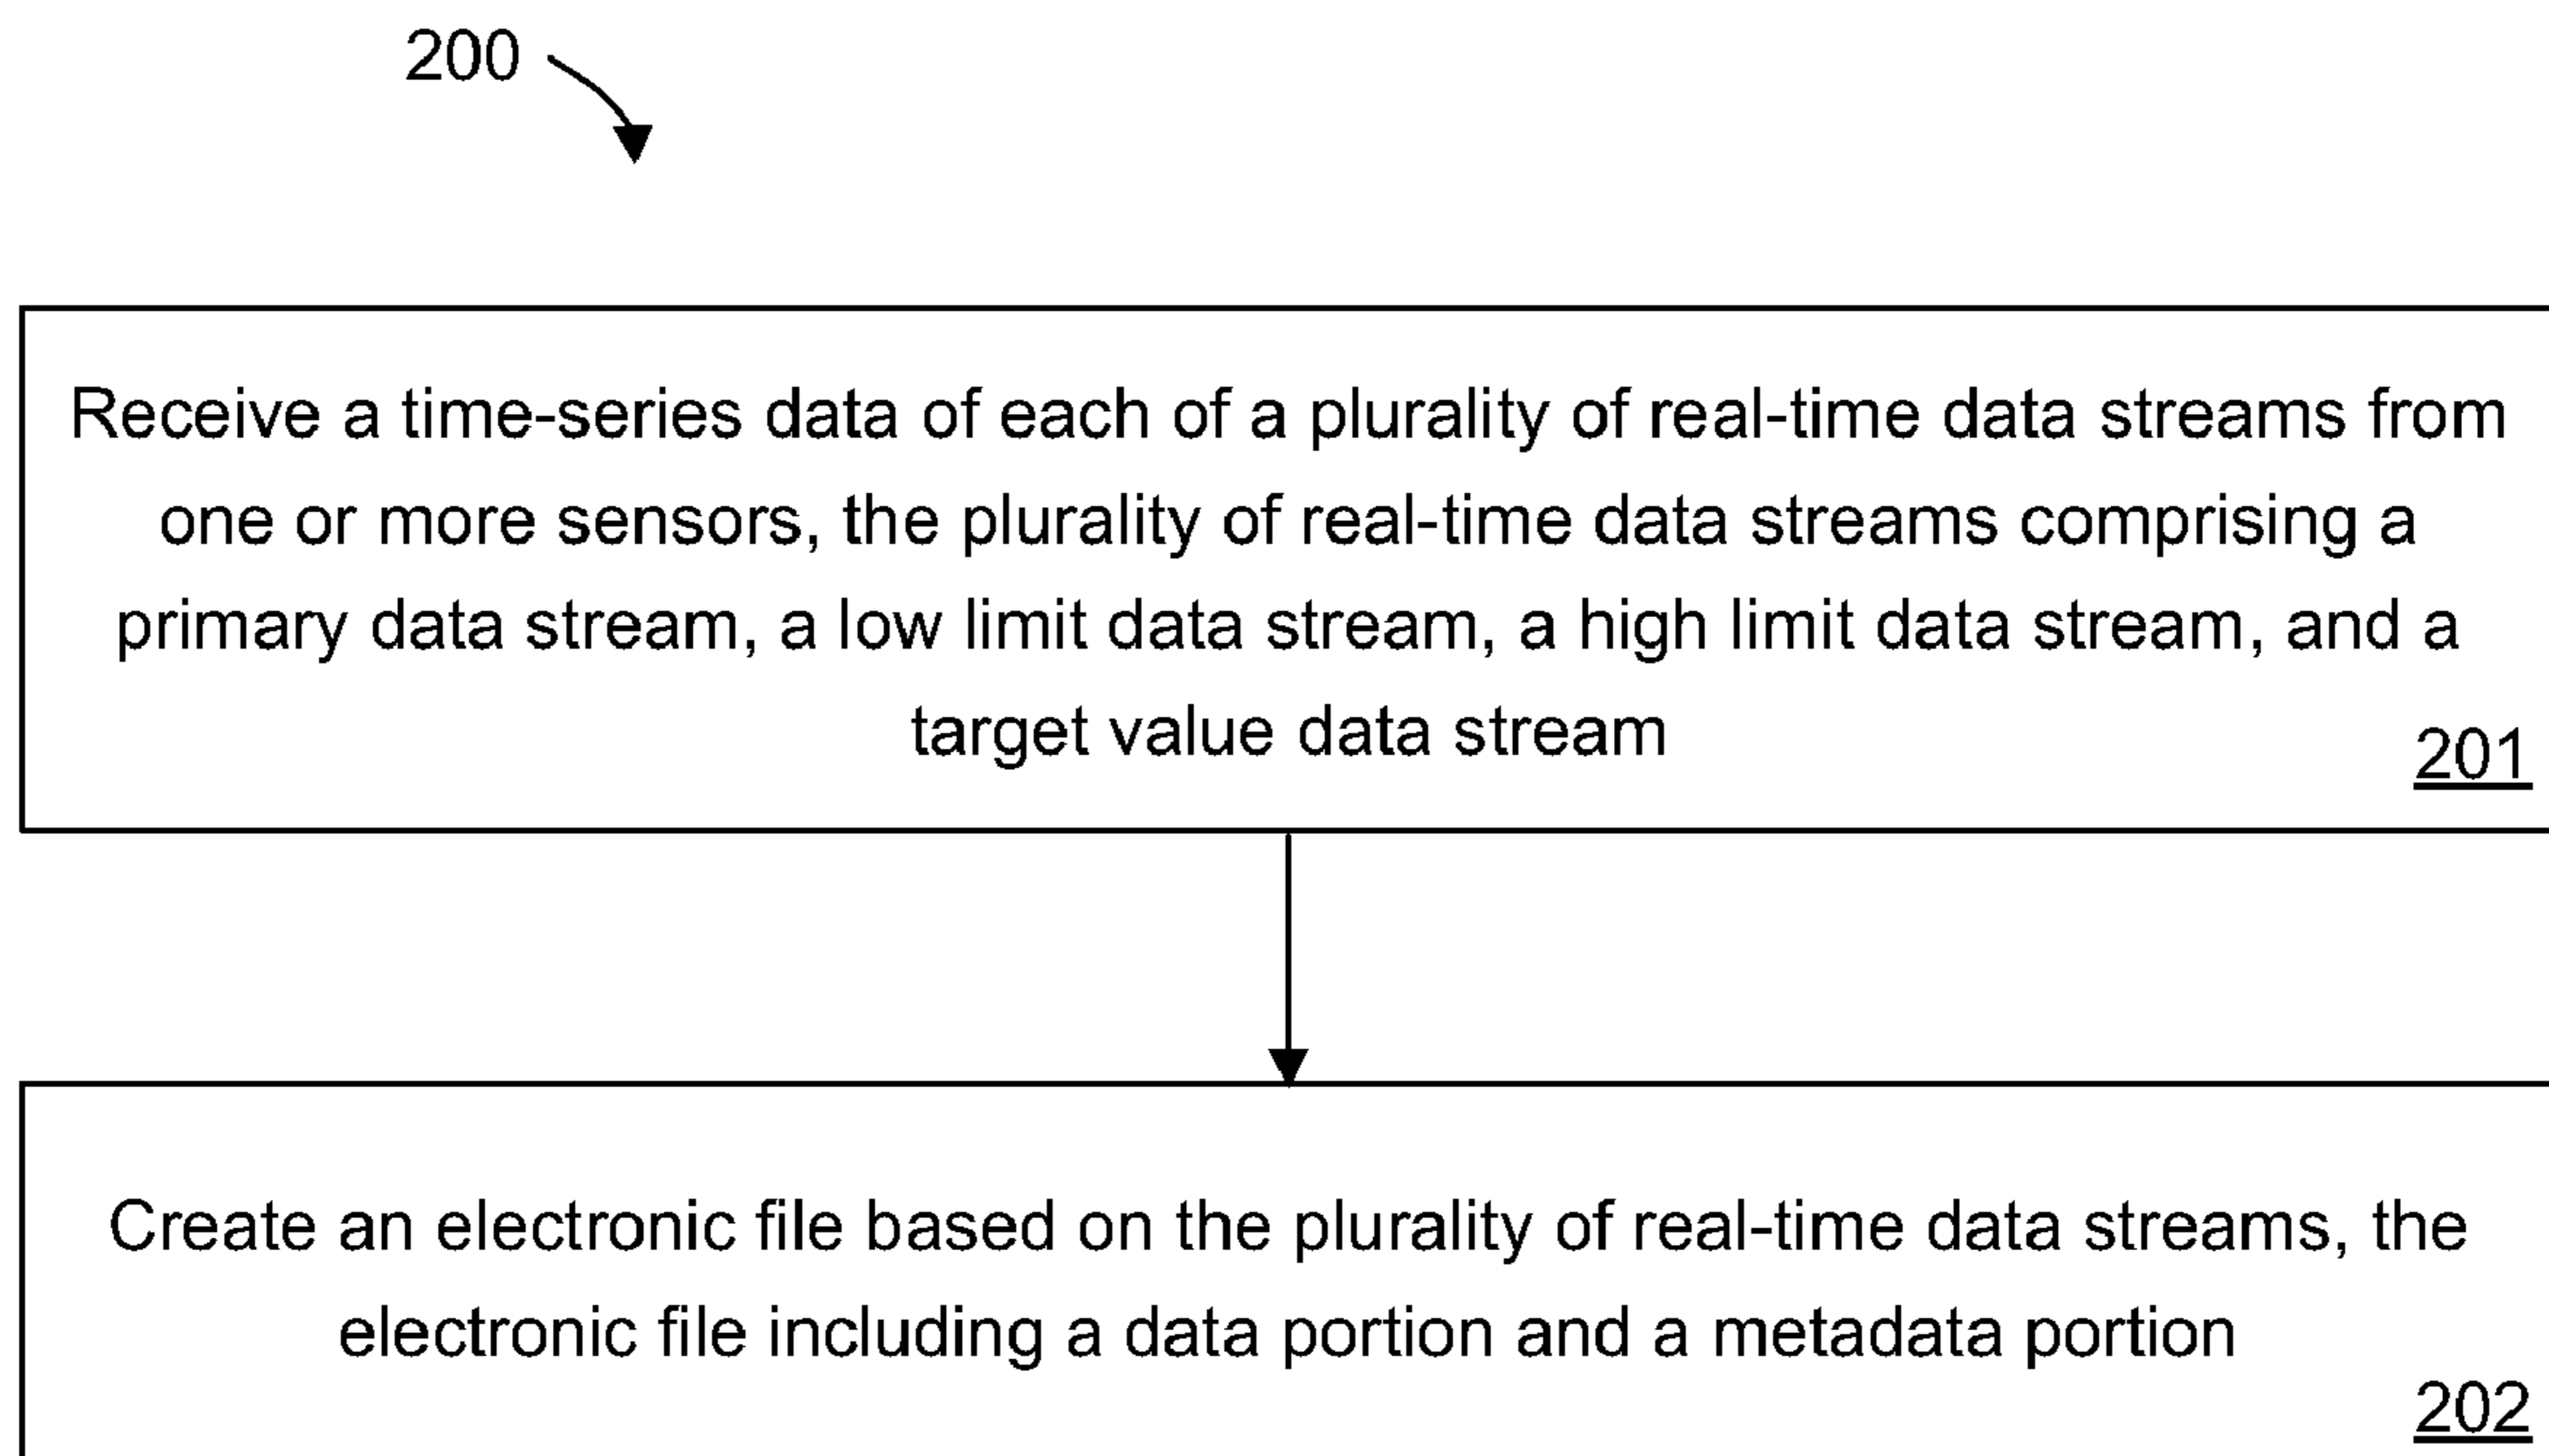 200
Receive a time-series data of each of a plurality of real-time data streams from
one or more sensors, the plurality of real-time data streams comprising a
primary data stream, a low limit data stream, a high limit data stream, and a
target value data stream
201
Create an electronic file based on the plurality of real-time data streams, the
electronic file including a data portion and a metadata portion
202